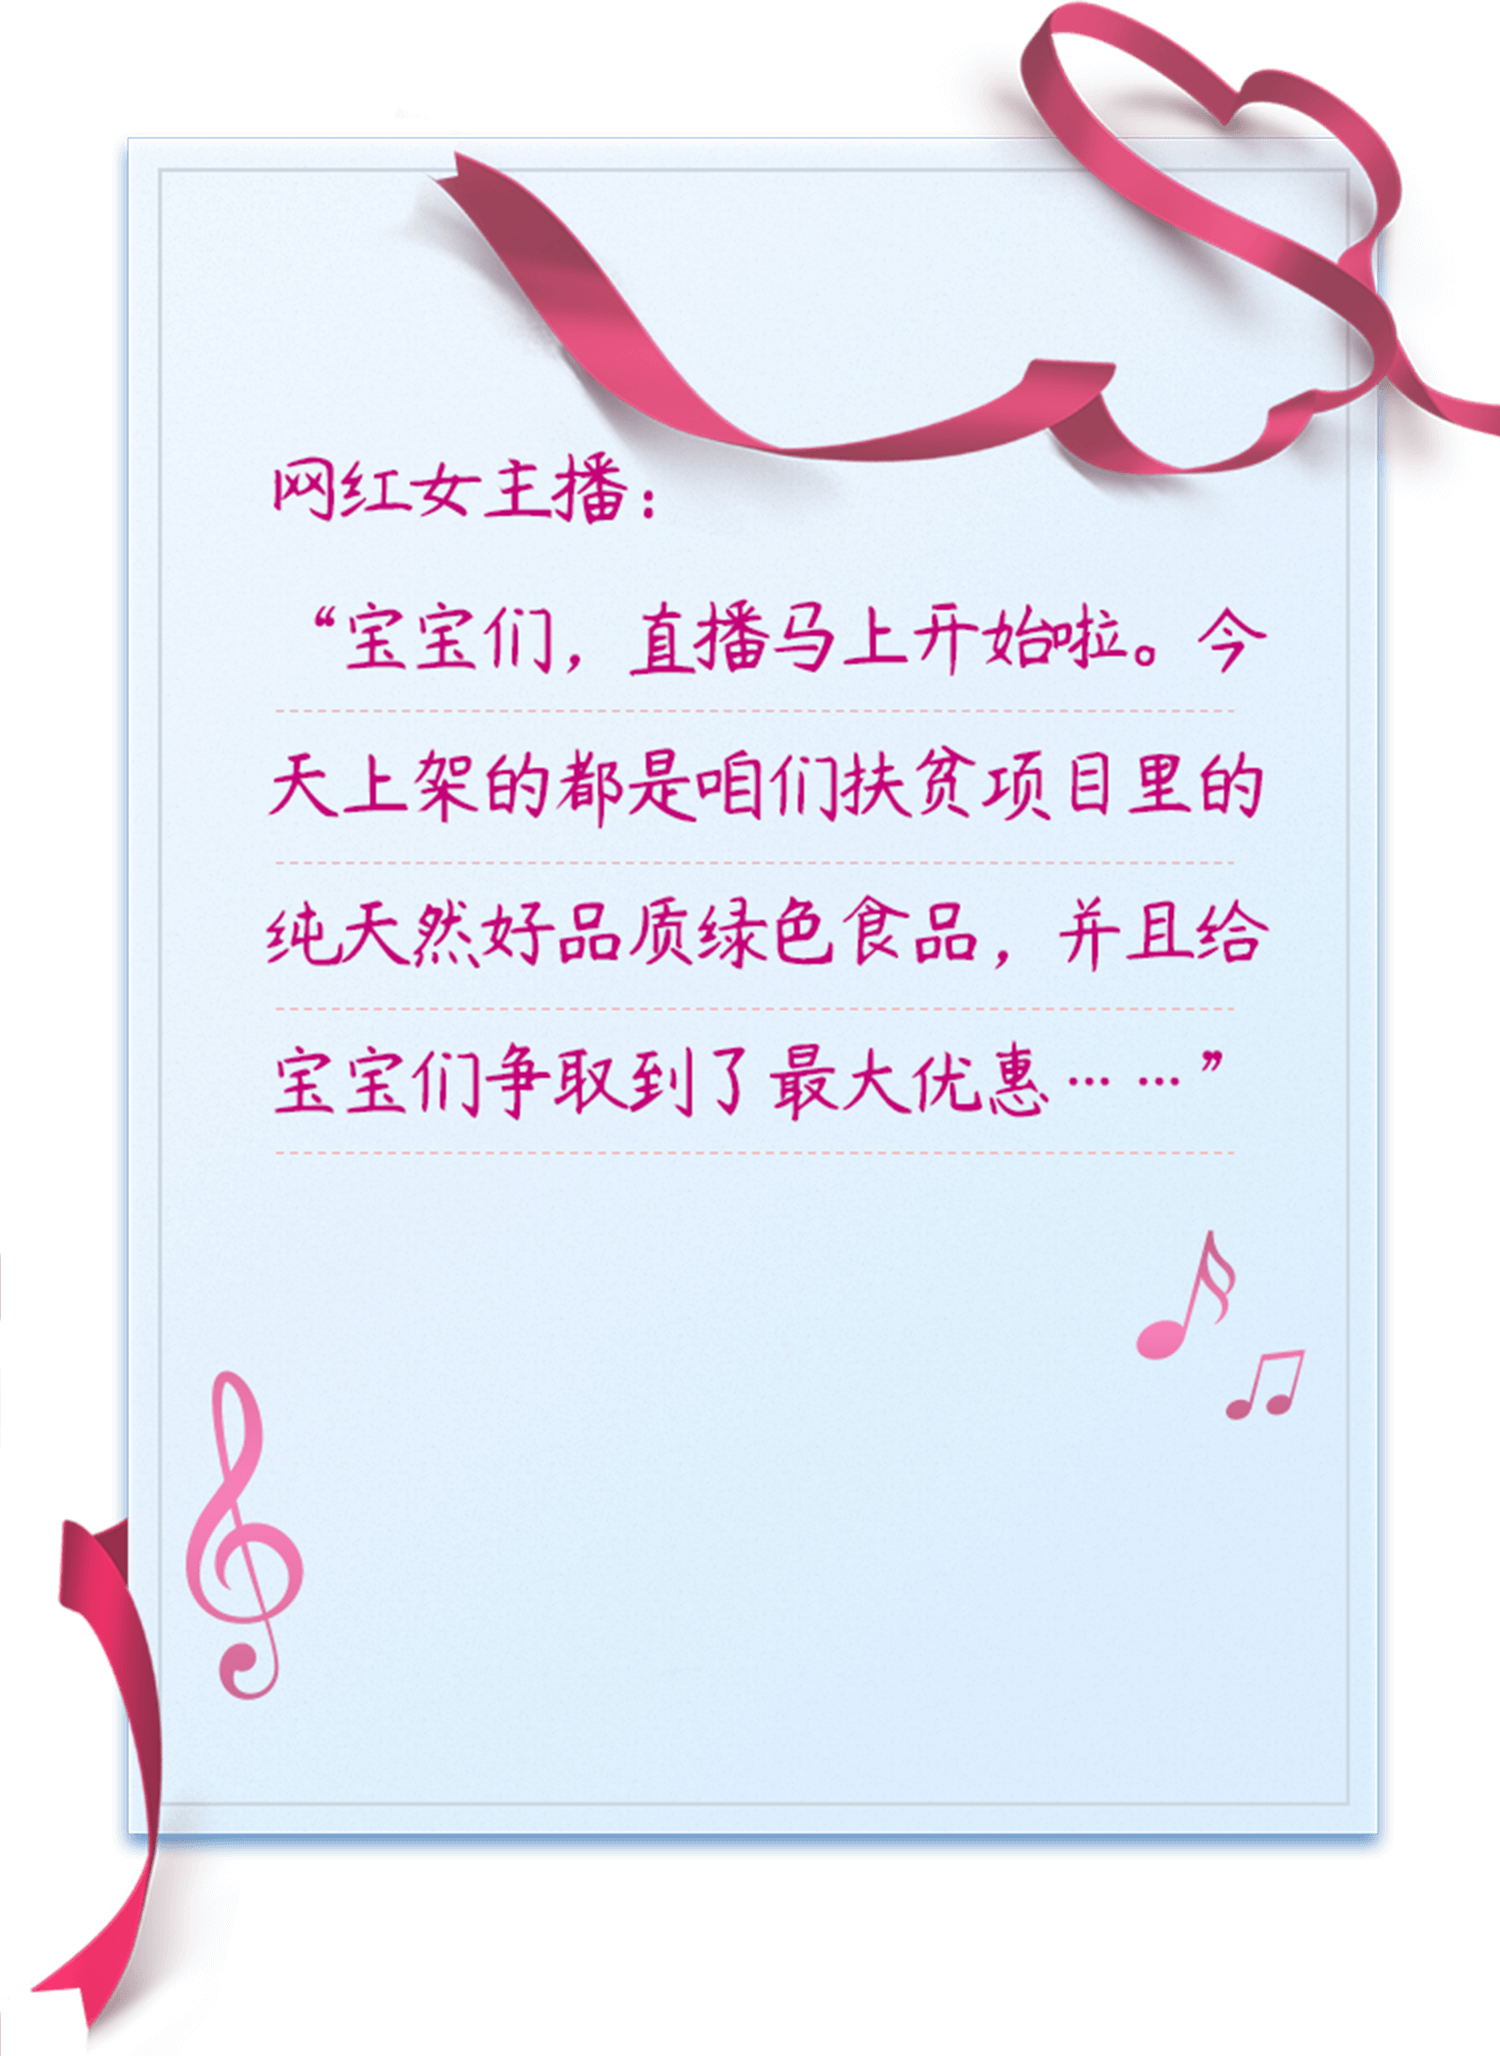 网红女主播：
“宝宝们，直播马上开始啦。今
天上架的都是咱们扶贫项目里的
纯天然好品质绿色食品，并且给
宝宝们争取到了最大优惠……”